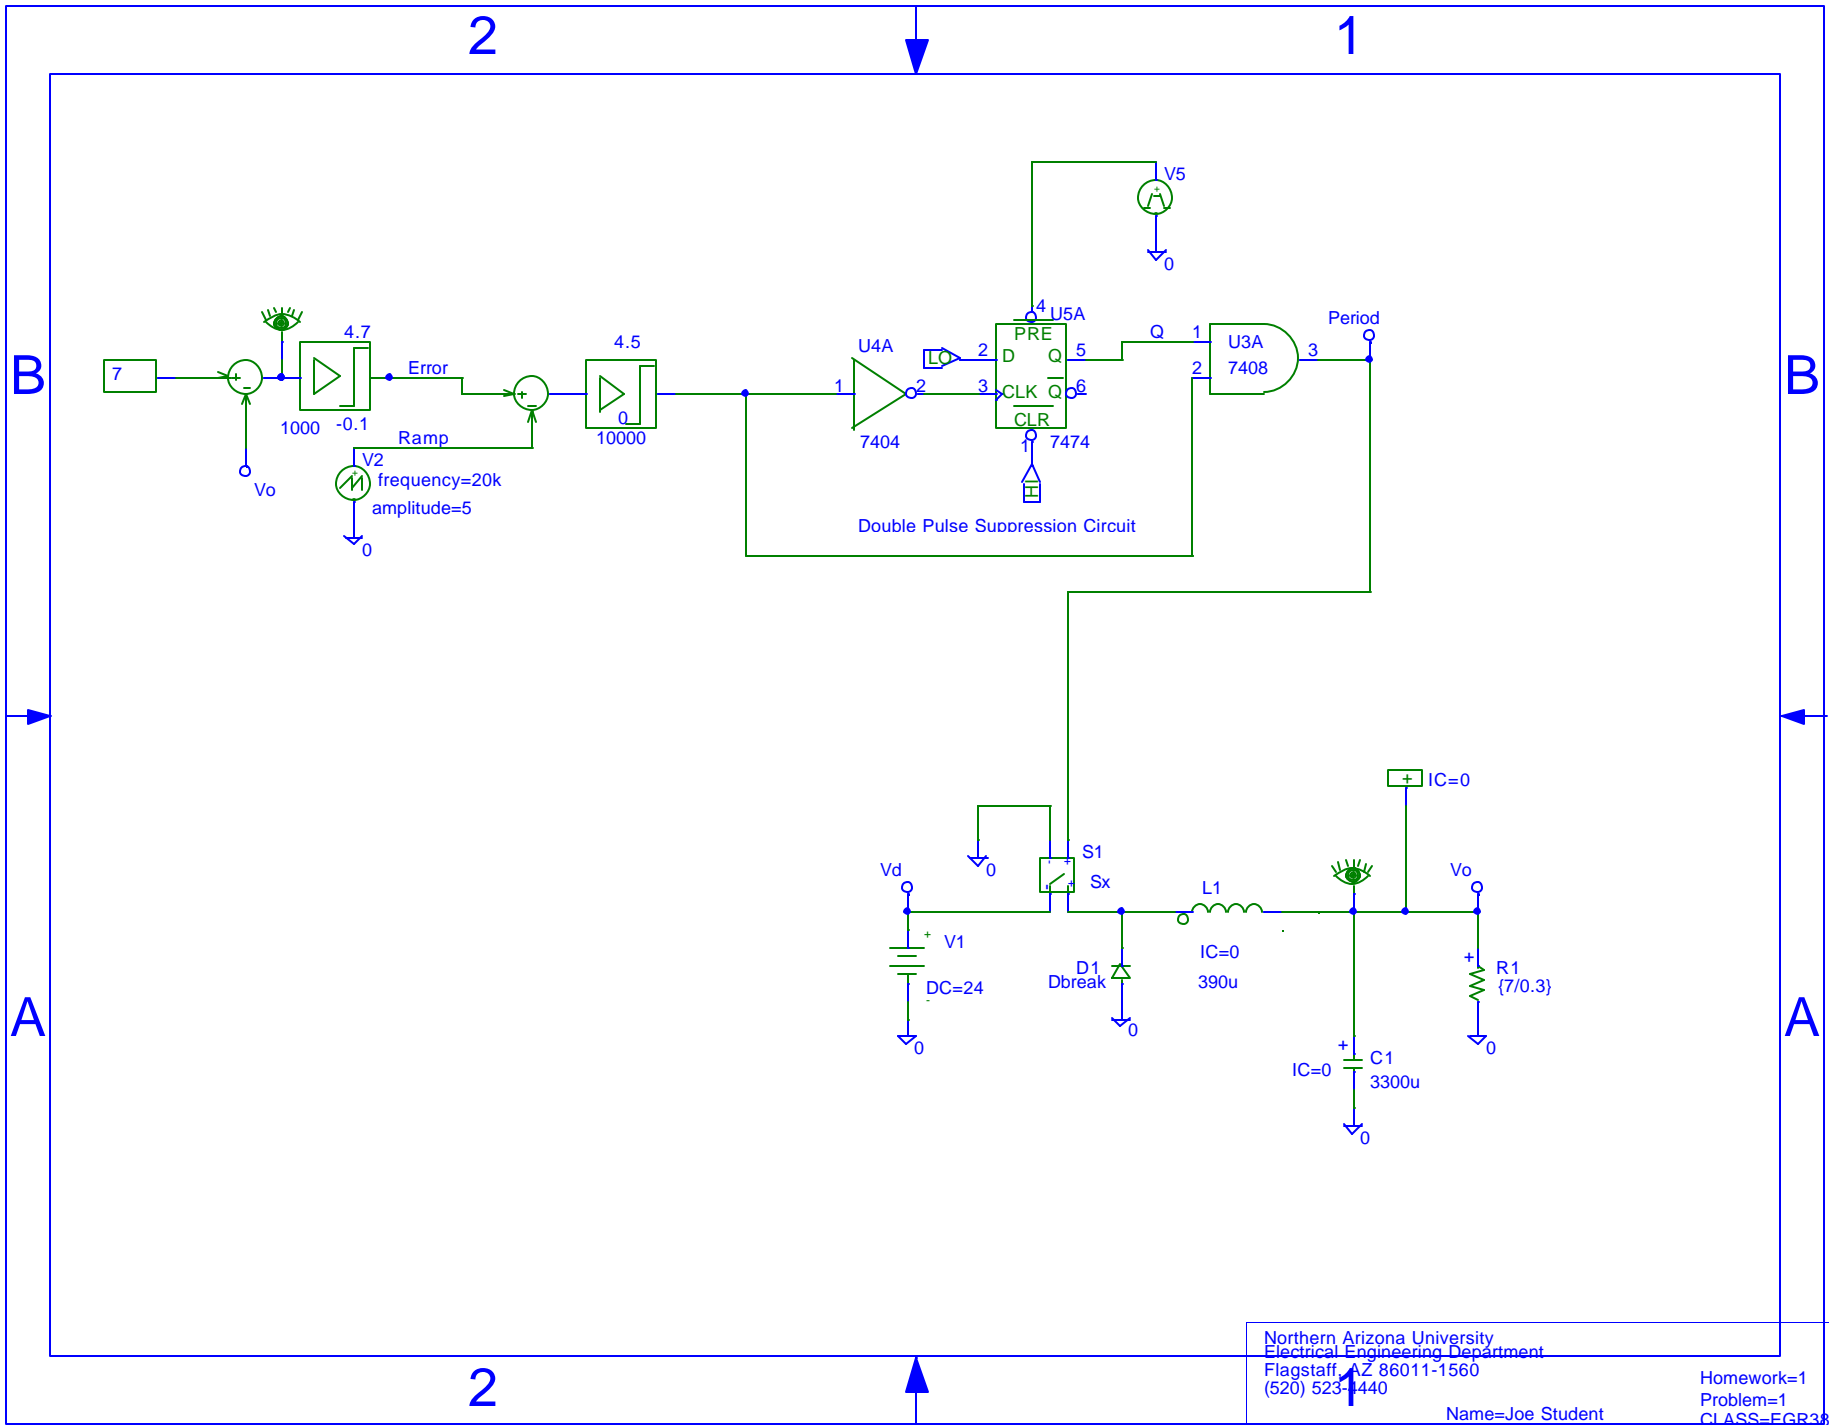 2
1
V5
0
4
U5A
PRE
Period
4.7
4.5
U4A
LO
2
D
Q
5
Q
1
U3A
7408
3
2
B
7
+
-
Error
+
-
1
2
3
CLK
Q
6
B
1000
-0.1
0
10000
7404
CLR
1
7474
HI
Ramp
V2
frequency=20k
amplitude=5
0
Vo
Double Pulse Suppression Circuit
+
IC=0
S1
Sx
0
Vd
L1
Vo
+
V1
DC=24
-
0
D1
Dbreak
0
IC=0
390u
+
R1
{7/0.3}
0
A
A
+
C1
IC=0
3300u
0
Northern Arizona University
Electrical Engineering Department
Flagstaff, AZ 86011-1560
(520) 523-4440
Name=Joe Student
Homework=1
Problem=1
CLASS=EGR38
2
1